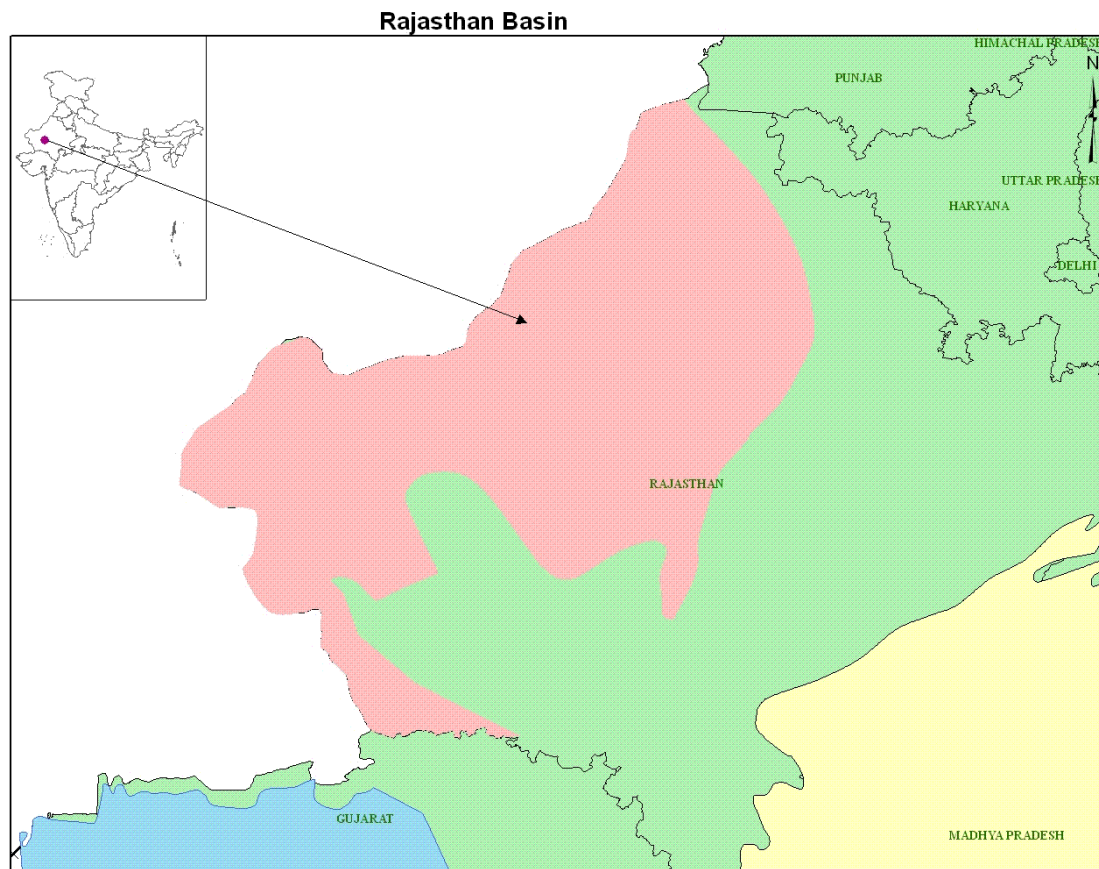 Rajasthan Basin
HIMACHAL PRADESH
N
PUNJAB
UTTAR PRADESH
HARYANA
DELHI
RAJASTHAN
GUJARAT
MADHYA PRADESH